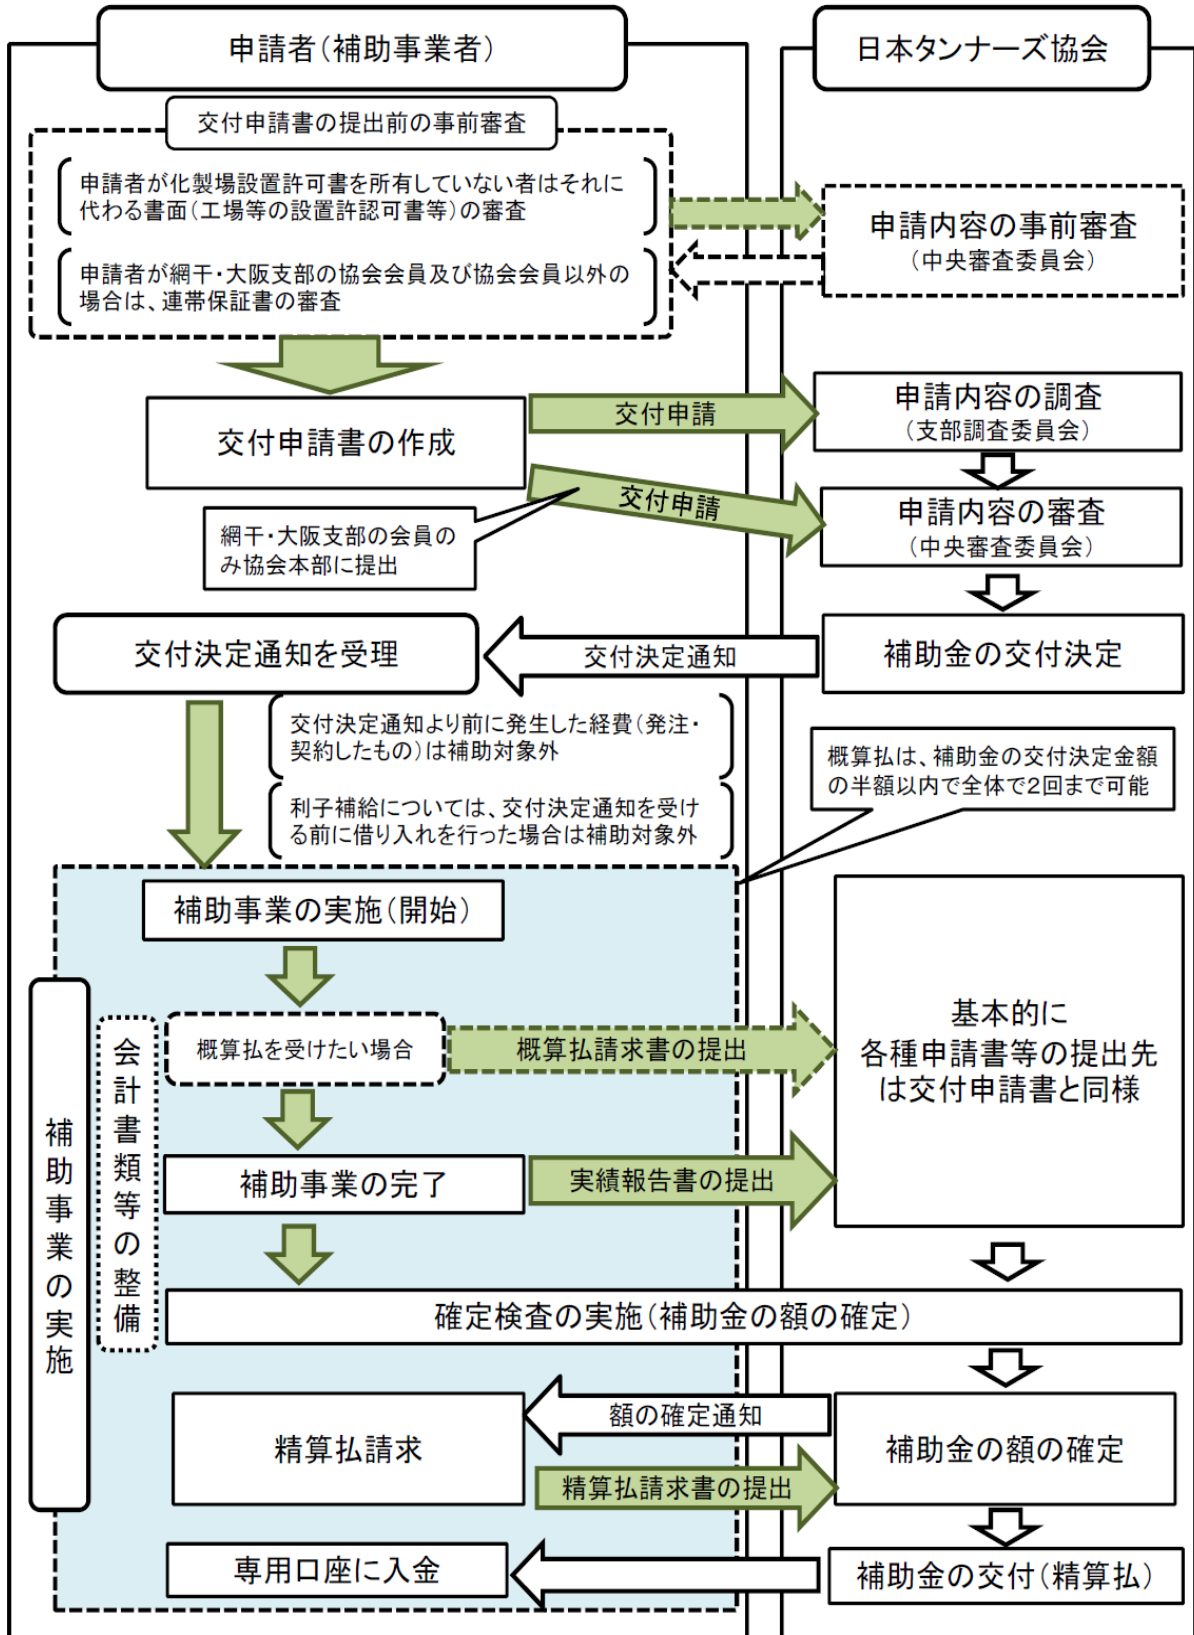 申請者（補助事業者）
日本タンナーズ協会
交付申請書の提出前の事前審査
申請者が化製場設置許可書を所有していない者はそれに
代わる書面（工場等の設置許認可書等）の審査
申請者が網干・大阪支部の協会会員及び協会会員以外の
場合は、連帯保証書の審査
申請内容の事前審査
（中央審査委員会）
交付申請書の作成
交付申請
申請内容の調査
（支部調査委員会）
交付申請
網干・大阪支部の会員の
み協会本部に提出
申請内容の審査
（中央審査委員会）
交付決定通知を受理
交付決定通知
補助金の交付決定
交付決定通知より前に発生した経費（発注・
契約したもの）は補助対象外
利子補給については、交付決定通知を受け
る前に借り入れを行った場合は補助対象外
概算払は、補助金の交付決定金額
の半額以内で全体で２回まで可能
補助事業の実施
会計書類等の整備
補助事業の実施（開始）
概算払を受けたい場合
概算払請求書の提出
基本的に
各種申請書等の提出先
は交付申請書と同様
補助事業の完了
実績報告書の提出
確定検査の実施（補助金の額の確定）
精算払請求
額の確定通知
精算払請求書の提出
補助金の額の確定
専用口座に入金
補助金の交付（精算払）